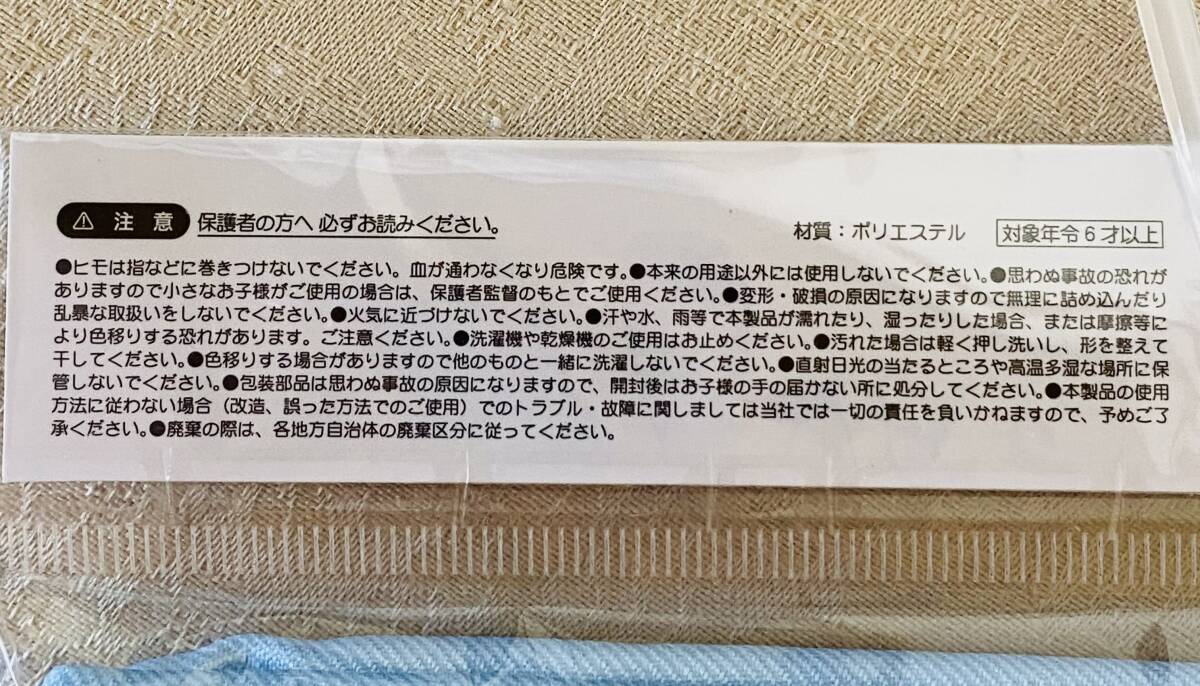 ⚠ 注意 保護者の方へ 必ずお読みください。 材質：ポリエステル 対象年令6才以上
●ヒモは指などに巻きつけないでください。血が通わなくなり危険です。●本来の用途以外には使用しないでください。●思わぬ事故の恐れが
ありますので小さなお子様がご使用の場合は、保護者監督のもとでご使用ください。●変形・破損の原因になりますので無理に詰め込んだり
乱暴な取扱いをしないでください。●火気に近づけないでください。●汗や水、雨等で本製品が濡れたり、湿ったりした場合、または摩擦等に
より色移りする恐れがあります。ご注意ください。●洗濯機や乾燥機のご使用はお止めください。●汚れた場合は軽く押し洗いし、形を整えて
干してください。●色移りする場合がありますので他のものと一緒に洗濯しないでください。●直射日光の当たるところや高温多湿な場所に保
管しないでください。●包装部品は思わぬ事故の原因になりますので、開封後はお子様の手の届かない所に処分してください。●本製品の使用
方法に従わない場合（改造、誤った方法でのご使用）でのトラブル・故障に関しましては当社では一切の責任を負いかねますので、予めご了
承ください。●廃棄の際は、各地方自治体の廃棄区分に従ってください。